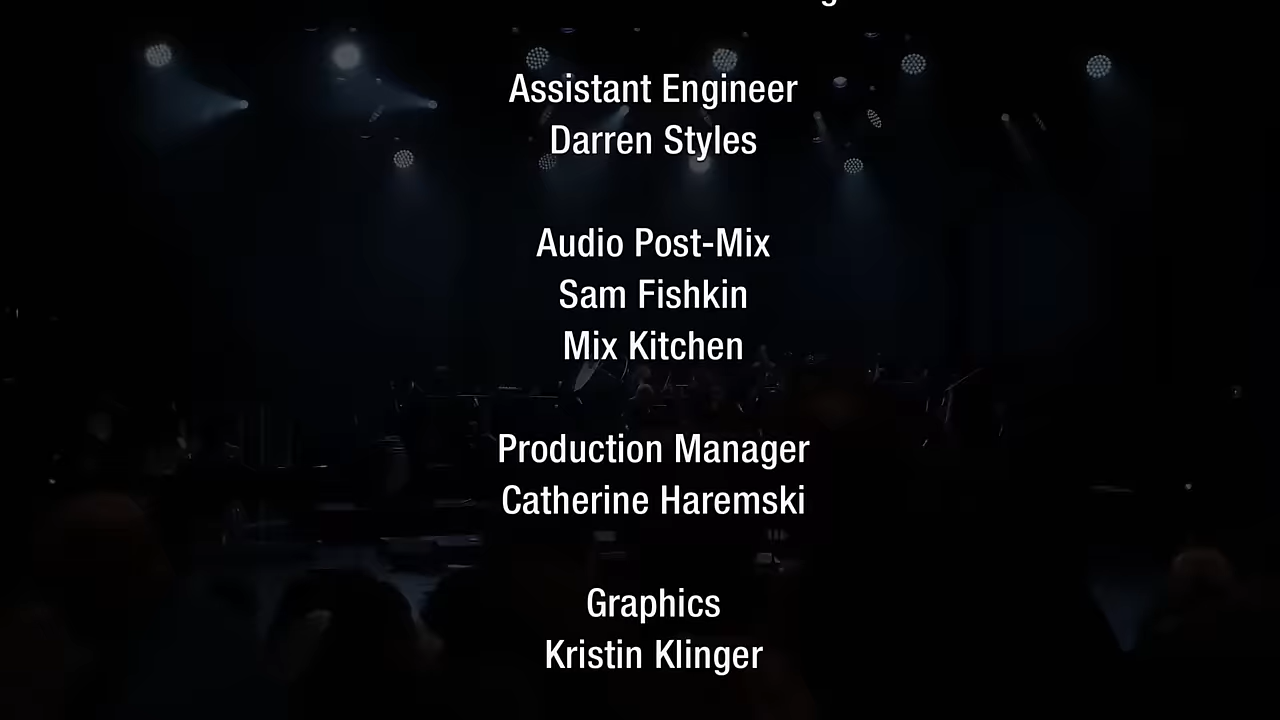 Assistant Engineer
Darren Styles
Audio Post-Mix
Sam Fishkin
Mix Kitchen
Production Manager
Catherine Haremski
Graphics
Kristin Klinger